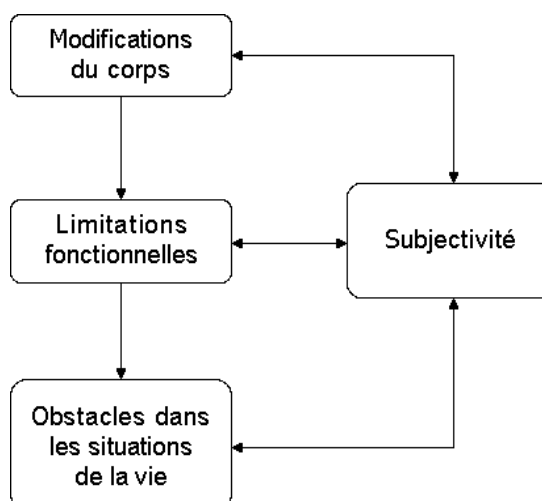 Modifications
du corps
Limitations
fonctionnelles
Subjectivité
Obstacles dans
les situations
de la vie